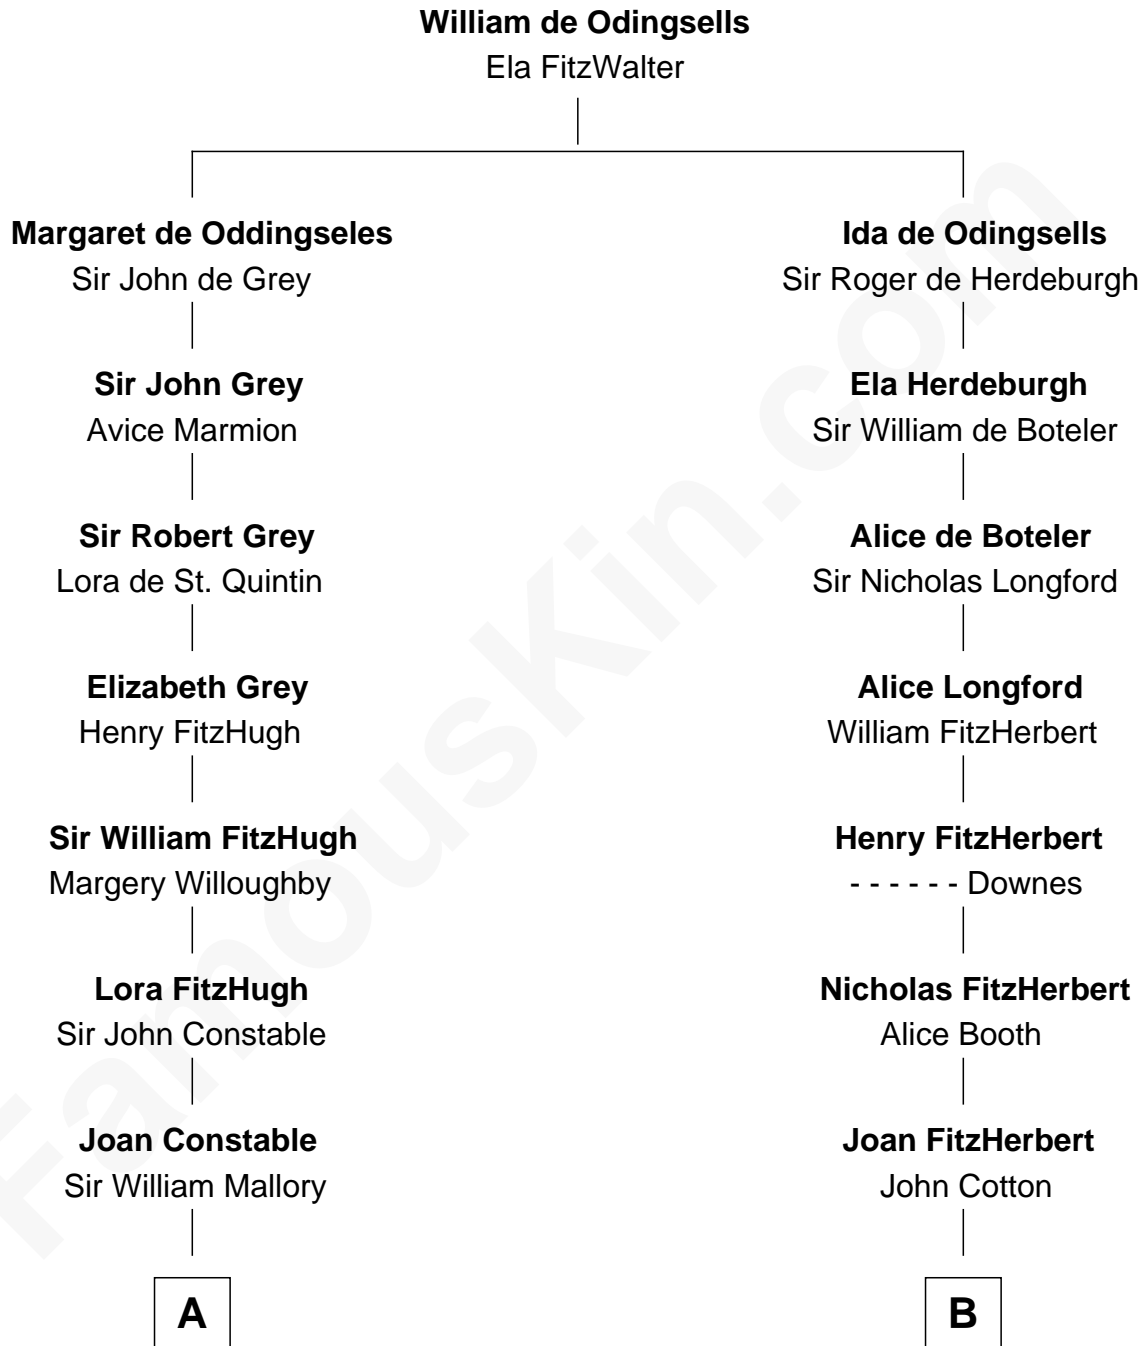 William de Odingsells
Ela FitzWalter
Margaret de Oddingseles
Sir John de Grey
Sir John Grey
Avice Marmion
Sir Robert Grey
Lora de St. Quintin
Elizabeth Grey
Henry FitzHugh
Sir William FitzHugh
Margery Willoughby
Lora FitzHugh
Sir John Constable
Joan Constable
Sir William Mallory
A
Ida de Odingsells
Sir Roger de Herdeburgh
Ela Herdeburgh
Sir William de Boteler
Alice de Boteler
Sir Nicholas Longford
Alice Longford
William FitzHerbert
Henry FitzHerbert
- - - - - - Downes
Nicholas FitzHerbert
Alice Booth
Joan FitzHerbert
John Cotton
B
FamousKin.com